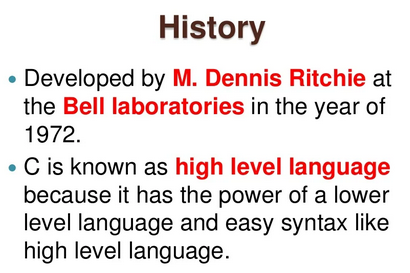 History
• Developed by M. Dennis Ritchie at
the Bell laboratories in the year of
1972.
• C is known as high level language
because it has the power of a lower
level language and easy syntax like
high level language.